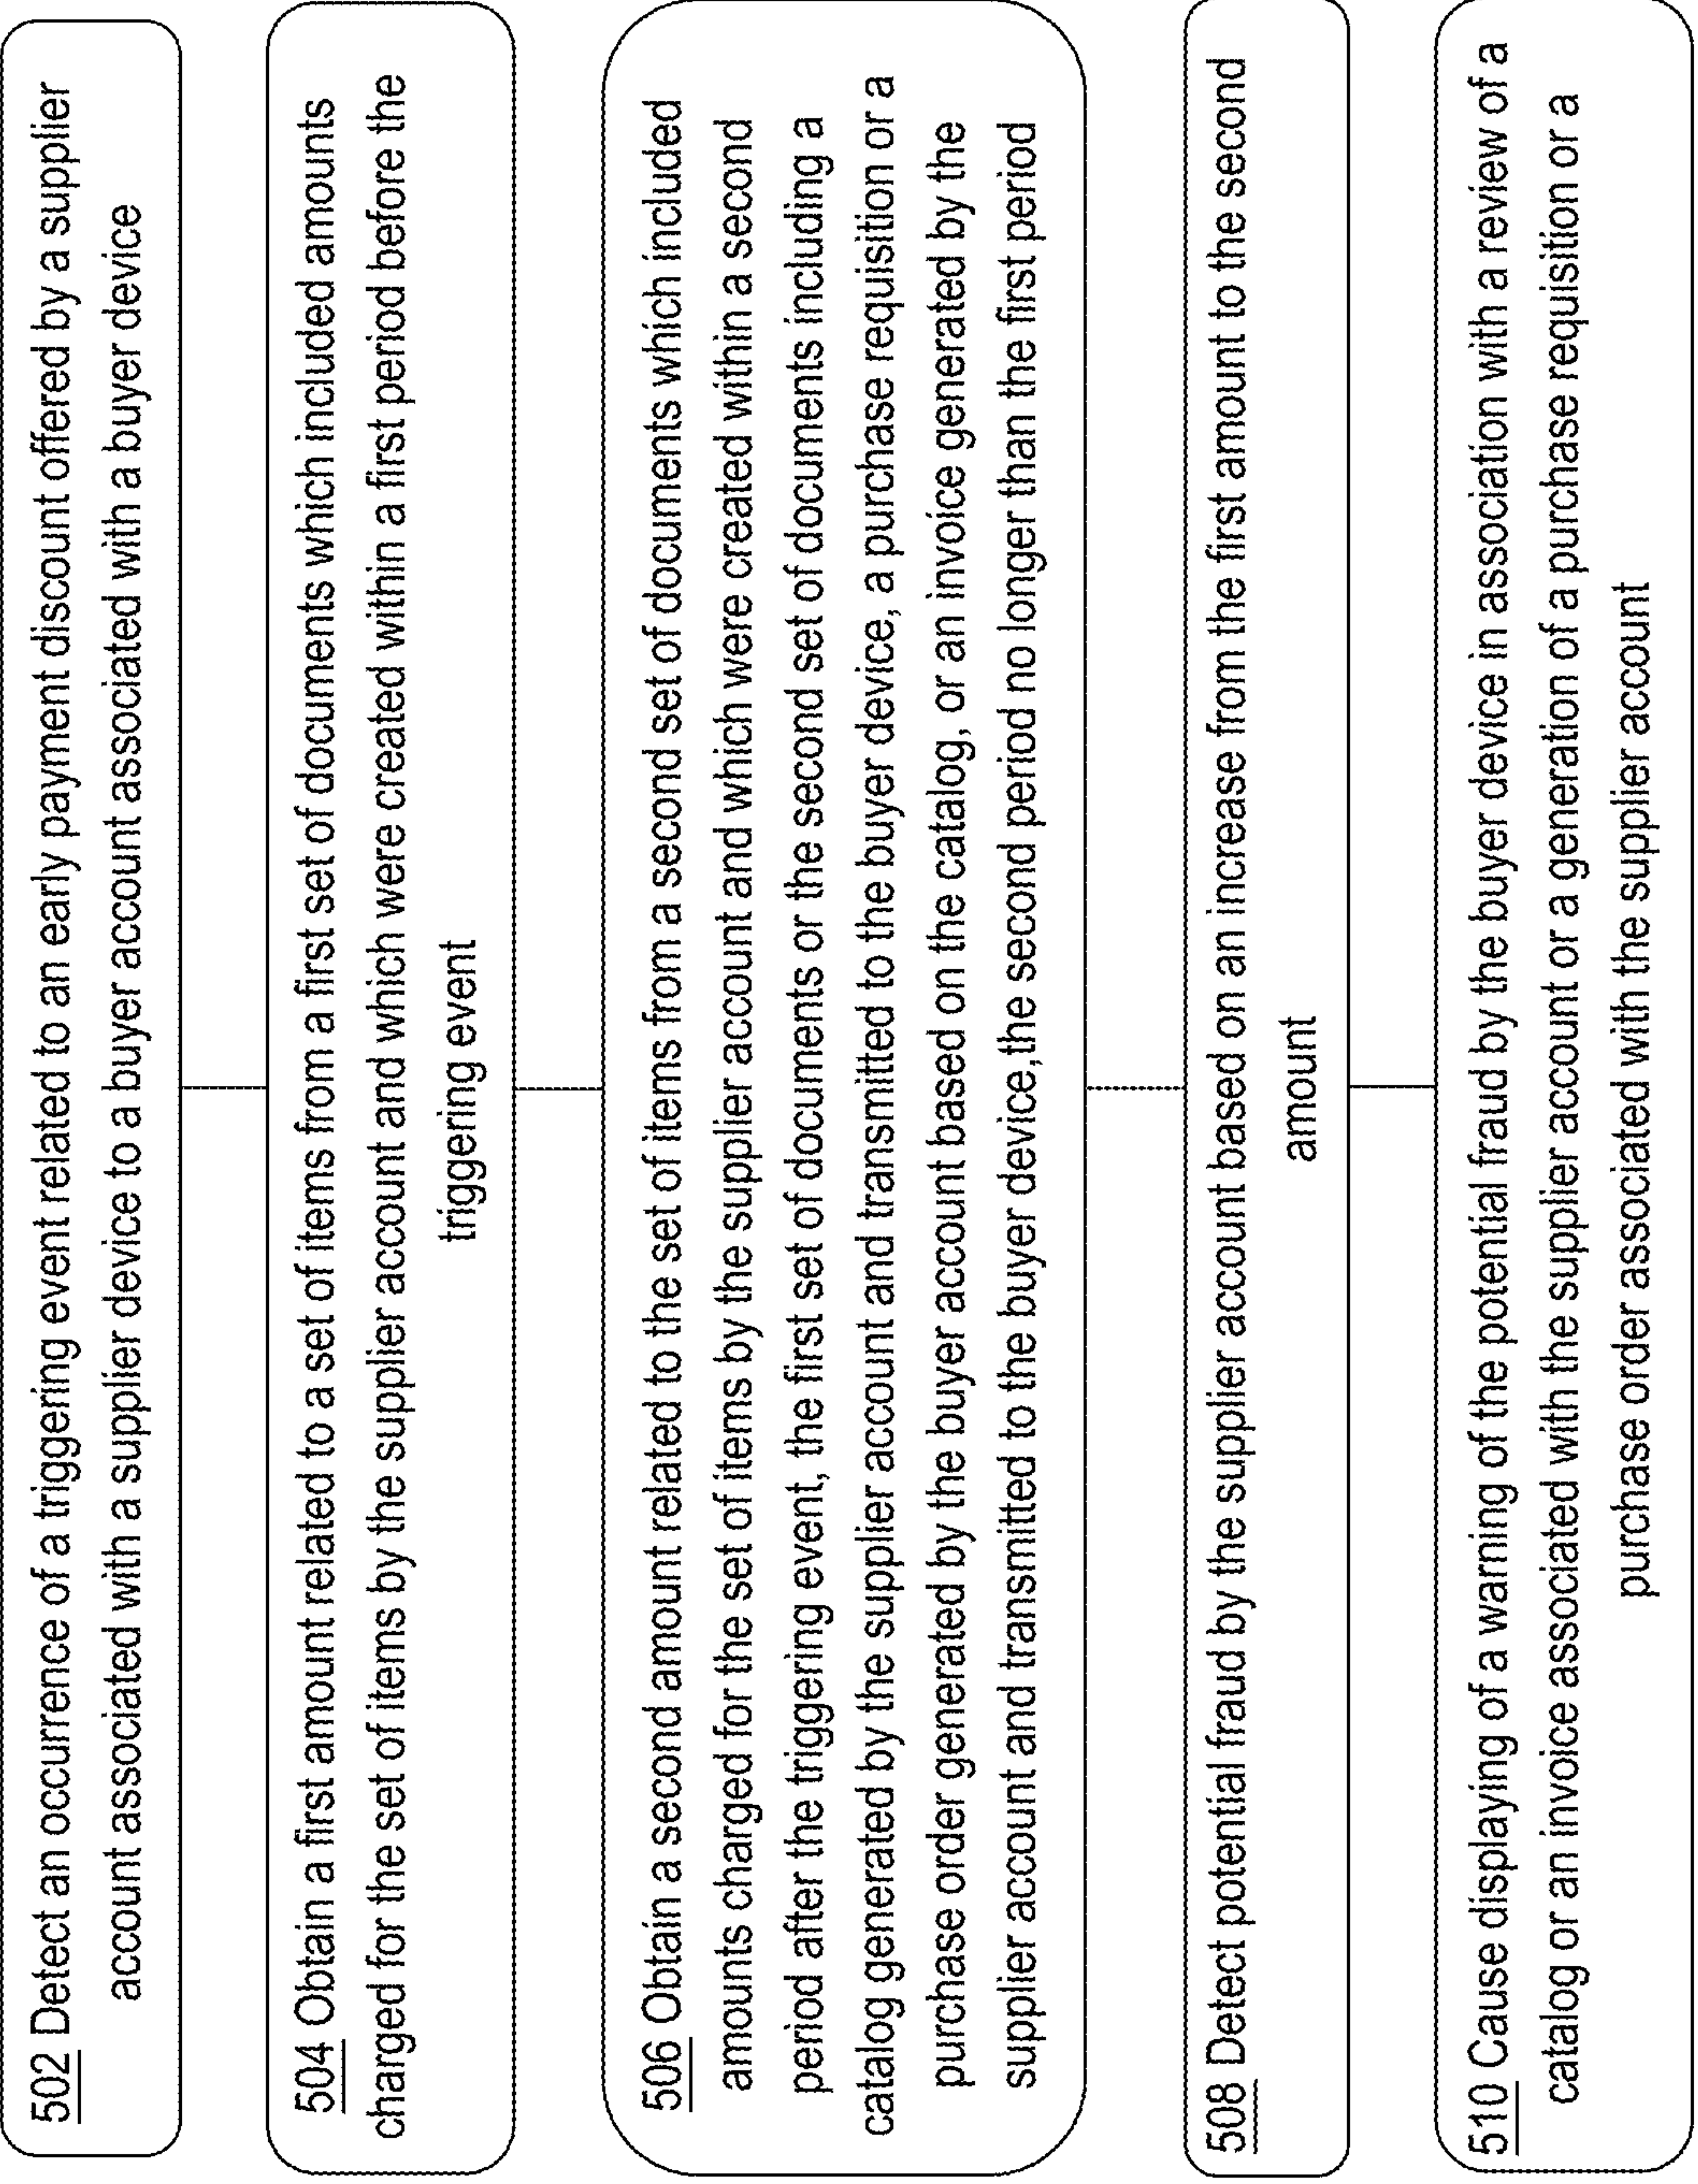 502 Detect an occurrence of a triggering event related to an early payment discount offered by a supplier
account associated with a supplier device to a buyer account associated with a buyer device
504 Obtain a first amount related to a set of items from a first set of documents which included amounts
charged for the set of items by the supplier account and which were created within a first period before the
triggering event
506 Obtain a second amount related to the set of items from a second set of documents which included
amounts charged for the set of items by the supplier account and which were created within a second
period after the triggering event, the first set of documents or the second set of documents including a
catalog generated by the supplier account and transmitted to the buyer device, a purchase requisition or a
purchase order generated by the buyer account based on the catalog, or an invoice generated by the
supplier account and transmitted to the buyer device,the second period no longer than the first period
508 Detect potential fraud by the supplier account based on an increase from the first amount to the second
amount
510 Cause displaying of a warning of the potential fraud by the buyer device in association with a review of a
catalog or an invoice associated with the supplier account or a generation of a purchase requisition or a
purchase order associated with the supplier account